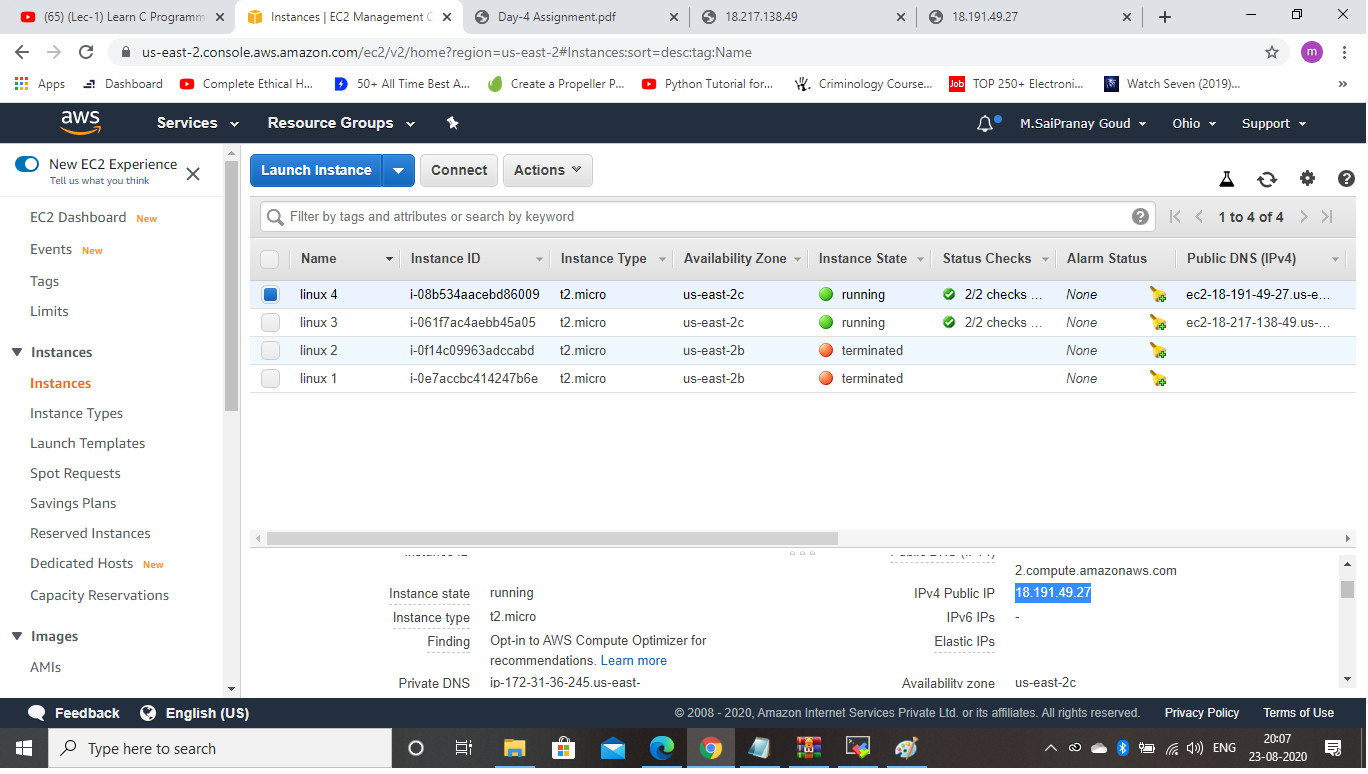 (65) (Lec-1) Learn C Programm
Instances | EC2 Management C
Day-4 Assignment.pdf
18.217.138.49
18.191.49.27
us-east-2.console.aws.amazon.com/ec2/v2/home?region=us-east-2#Instances:sort=desc:tag:Name
m
Apps
Dashboard
Complete Ethical H...
50+ All Time Best A...
Create a Propeller P...
Python Tutorial for...
Criminology Course...
Job
TOP 250+ Electroni...
Watch Seven (2019)...
aws
Services
Resource Groups
M.SaiPranay Goud
Ohio
Support
New EC2 Experience
Tell us what you think
EC2 Dashboard New
Events New
Tags
Limits
Instances
Instances
Instance Types
Launch Templates
Spot Requests
Savings Plans
Reserved Instances
Dedicated Hosts New
Capacity Reservations
Images
AMIs
Launch Instance
Connect
Actions
Filter by tags and attributes or search by keyword
1 to 4 of 4
Name Instance ID Instance Type Availability Zone Instance State Status Checks Alarm Status Public DNS (IPv4)
linux 4 i-08b534aacebd86009 t2.micro us-east-2c running 2/2 checks ... None ec2-18-191-49-27.us-e...
linux 3 i-061f7ac4aebb45a05 t2.micro us-east-2c running 2/2 checks ... None ec2-18-217-138-49.us-...
linux 2 i-0f14c09963adccabd t2.micro us-east-2b terminated None
linux 1 i-0e7accbc414247b6e t2.micro us-east-2b terminated None
2.compute.amazonaws.com
Instance state running
IPv4 Public IP 18.191.49.27
Instance type t2.micro
IPv6 IPs -
Finding Opt-in to AWS Compute Optimizer for
recommendations. Learn more
Elastic IPs
Private DNS ip-172-31-36-245.us-east-
Availability zone us-east-2c
Feedback
English (US)
© 2008 - 2020, Amazon Internet Services Private Ltd. or its affiliates. All rights reserved.
Privacy Policy
Terms of Use
Type here to search
ENG
20:07
23-08-2020